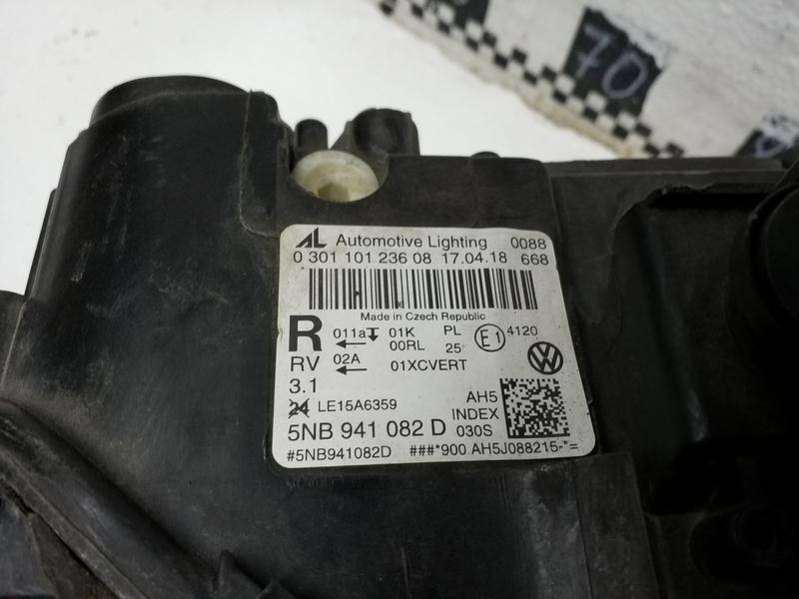 70
AL Automotive Lighting 0088
0 301 101 236 08 17.04.18 668
Made in Czech Republic
R 011a 01K PL E1 4120
← 00RL 25
RV 02A ← 01XCVERT
3.1
24 LE15A6359 AH5
INDEX
5NB 941 082 D 030S
#5NB941082D ###*900 AH5J088215-*=